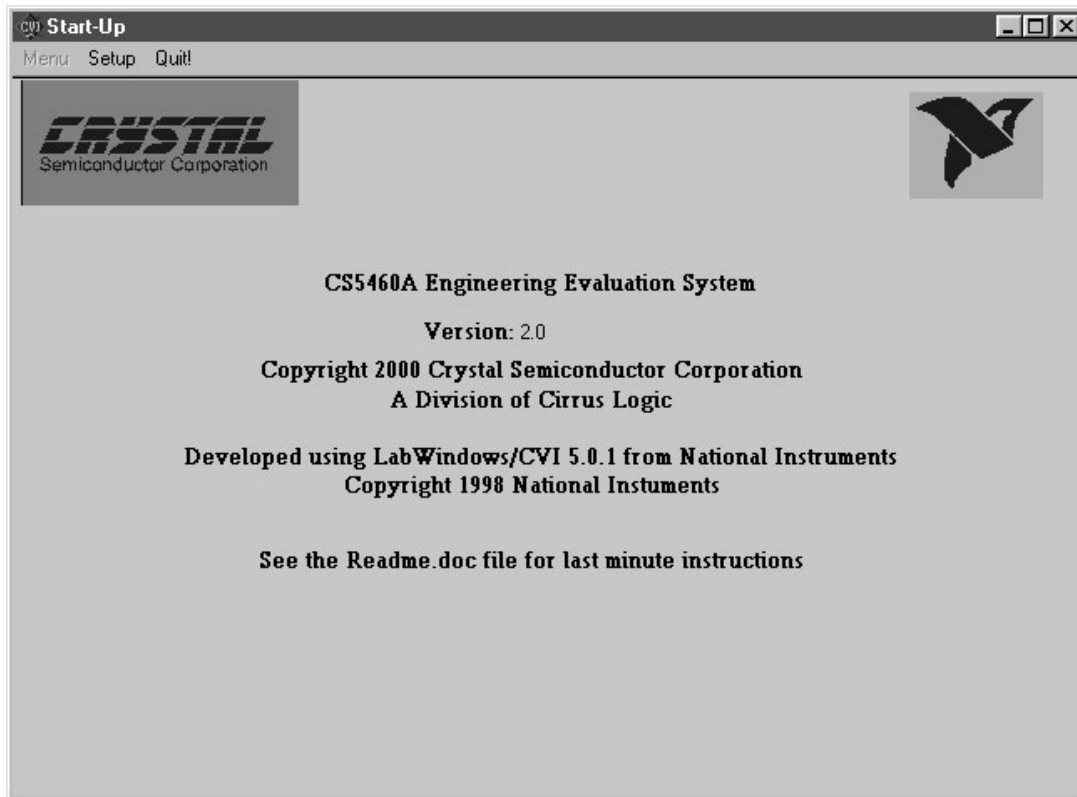 CVI Start-Up
Menu Setup Quit!
CRYSTAL
Semiconductor Corporation
CS5460A Engineering Evaluation System
Version: 2.0
Copyright 2000 Crystal Semiconductor Corporation
A Division of Cirrus Logic
Developed using LabWindows/CVI 5.0.1 from National Instruments
Copyright 1998 National Instuments
See the Readme.doc file for last minute instructions